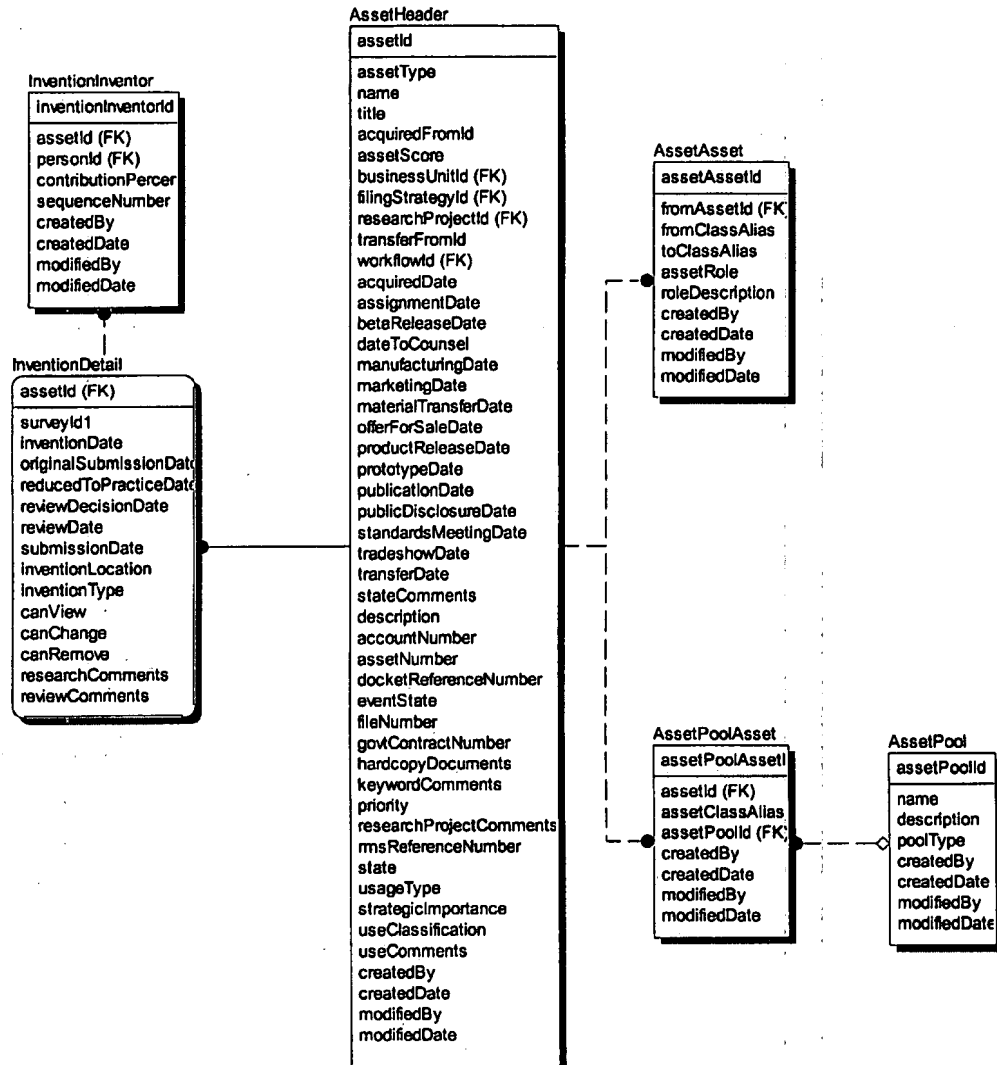 AssetHeader
assetId
assetType
name
title
acquiredFromId
assetScore
businessUnitId (FK)
filingStrategyId (FK)
researchProjectId (FK)
transferFromId
workflowId (FK)
acquiredDate
assignmentDate
betaReleaseDate
dateToCounsel
manufacturingDate
marketingDate
materialTransferDate
offerForSaleDate
productReleaseDate
prototypeDate
publicationDate
publicDisclosureDate
standardsMeetingDate
tradeshowDate
transferDate
stateComments
description
accountNumber
assetNumber
docketReferenceNumber
eventState
fileNumber
govtContractNumber
hardcopyDocuments
keywordComments
priority
researchProjectComments
rmsReferenceNumber
state
usageType
strategicImportance
useClassification
useComments
createdBy
createdDate
modifiedBy
modifiedDate
InventionInventor
inventionInventorId
assetId (FK)
personId (FK)
contributionPercer
sequenceNumber
createdBy
createdDate
modifiedBy
modifiedDate
InventionDetail
assetId (FK)
surveyId1
inventionDate
originalSubmissionDate
reducedToPracticeDate
reviewDecisionDate
reviewDate
submissionDate
inventionLocation
inventionType
canView
canChange
canRemove
researchComments
reviewComments
AssetAsset
assetAssetId
fromAssetId (FK)
fromClassAlias
toClassAlias
assetRole
roleDescription
createdBy
createdDate
modifiedBy
modifiedDate
AssetPoolAsset
assetPoolAssetI
assetId (FK)
assetClassAlias
assetPoolId (FK)
createdBy
createdDate
modifiedBy
modifiedDate
AssetPool
assetPoolId
name
description
poolType
createdBy
createdDate
modifiedBy
modifiedDate